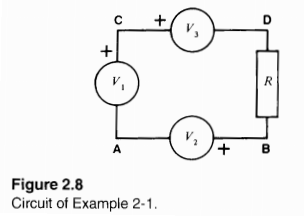 C + V3 D
+
V1 R
A V2 + B
Figure 2.8
Circuit of Example 2-1.